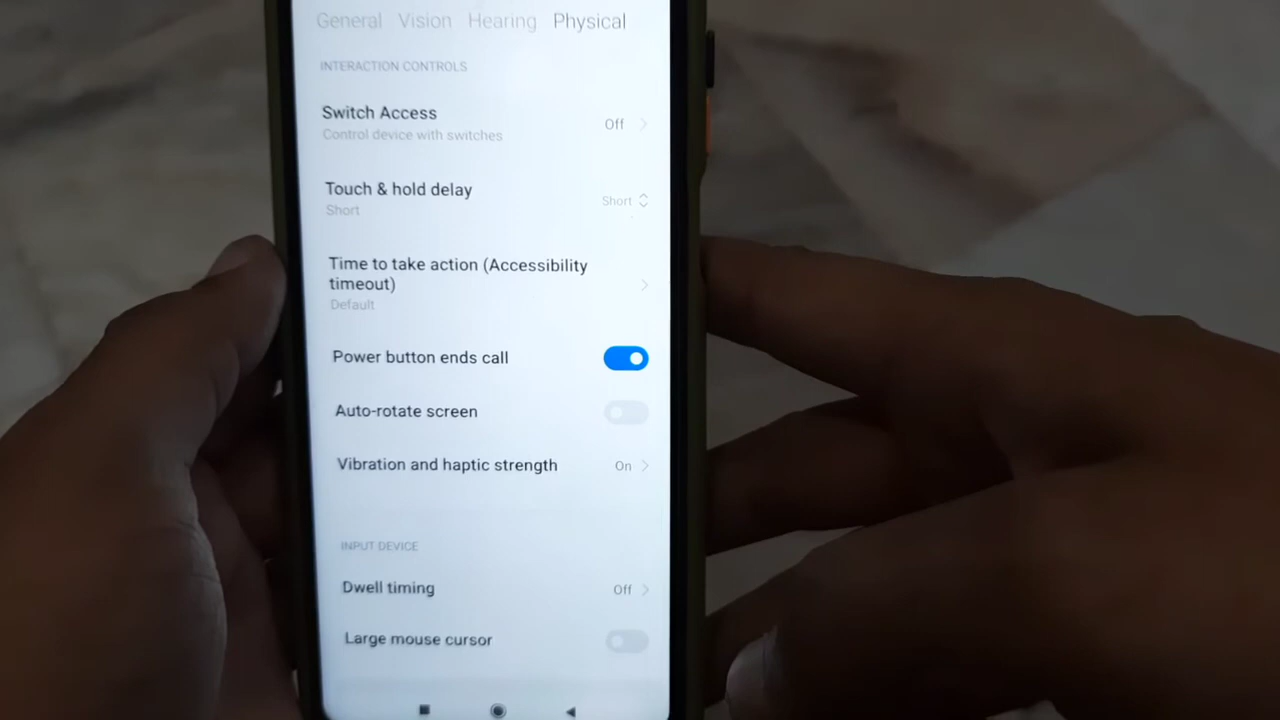 General Vision Hearing Physical
INTERACTION CONTROLS
Switch Access
Control device with switches
Off
Touch & hold delay
Short
Short
Time to take action (Accessibility
timeout)
Default
Power button ends call
Auto-rotate screen
Vibration and haptic strength
On
INPUT DEVICE
Dwell timing
Off
Large mouse cursor